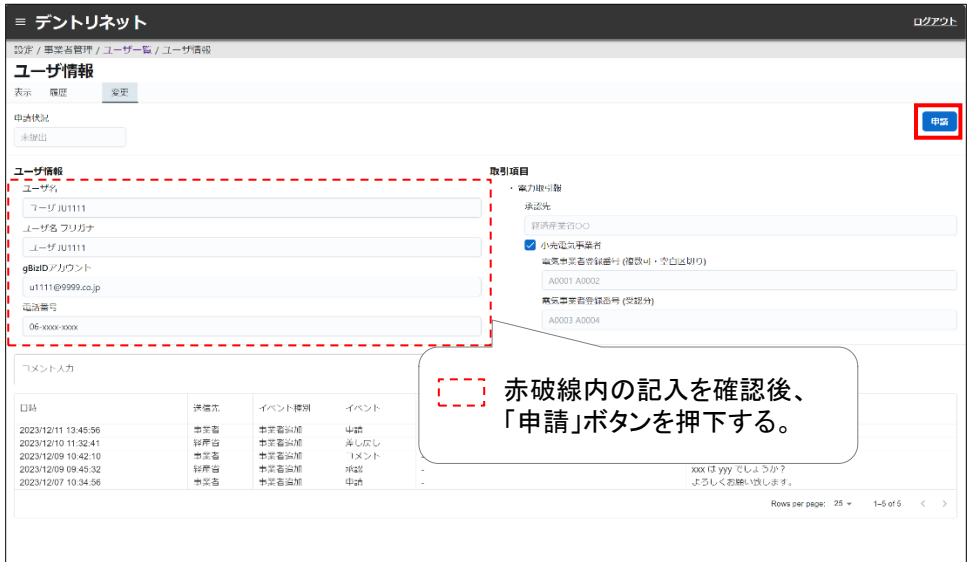 ≡ デントリネット ログアウト
設定 / 事業者管理 / ユーザー覧 / ユーザ情報
ユーザ情報
表示 履歴 変更
申請状況
未提出
申請
ユーザ情報
ユーザ名
ユーザ JU1111
ユーザ名 フリガナ
ユーザ JU1111
gBizIDアカウント
u1111@9999.co.jp
電話番号
06-xxxx-xxxx
取引項目
・ 電力取引報
承認先
経済産業省○○
小売電気事業者
電気事業者登録番号 (複数可・空白区切り)
A0001 A0002
電気事業者登録番号 (受認分)
A0003 A0004
コメント入力
赤破線内の記入を確認後、
「申請」ボタンを押下する。
日時 送信先 イベント種別 イベント
2023/12/11 13:45:56 事業者 事業者追加 申請
2023/12/10 11:32:41 経産省 事業者追加 差し戻し
2023/12/09 10:42:10 事業者 事業者追加 コメント -
2023/12/09 09:45:32 経産省 事業者追加 承認 - xxx は yyy でしょうか？
2023/12/07 10:34:56 事業者 事業者追加 申請 - よろしくお願い致します。
Rows per page: 25 1–5 of 5 < >